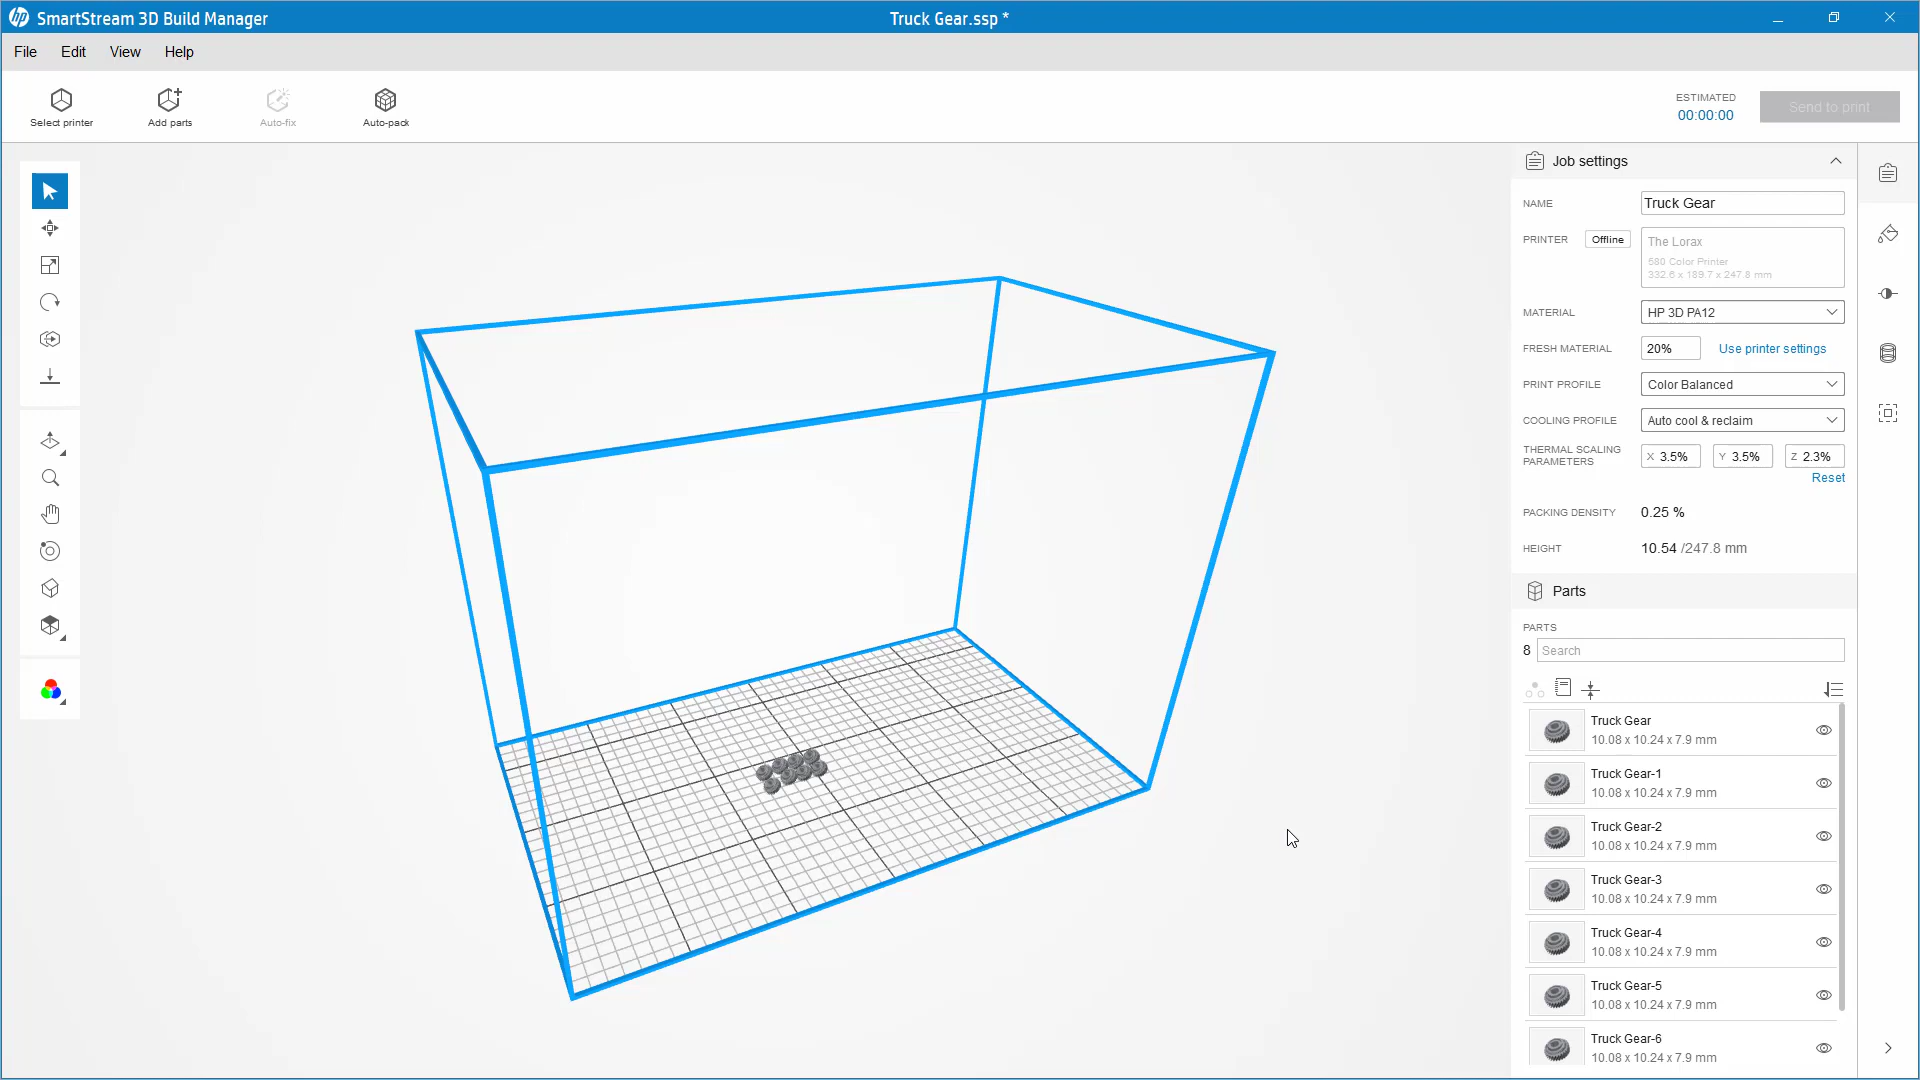 hp SmartStream 3D Build Manager
Truck Gear.ssp *
File Edit View Help
Select printer
Add parts
Auto-fix
Auto-pack
ESTIMATED
00:00:00
Send to print
Job settings
NAME Truck Gear
PRINTER Offline The Lorax
580 Color Printer
332.6 x 189.7 x 247.8 mm
MATERIAL HP 3D PA12
FRESH MATERIAL 20% Use printer settings
PRINT PROFILE Color Balanced
COOLING PROFILE Auto cool & reclaim
THERMAL SCALING
PARAMETERS X 3.5% Y 3.5% Z 2.3%
Reset
PACKING DENSITY 0.25 %
HEIGHT 10.54 /247.8 mm
Parts
PARTS
8 Search
Truck Gear
10.08 x 10.24 x 7.9 mm
Truck Gear-1
10.08 x 10.24 x 7.9 mm
Truck Gear-2
10.08 x 10.24 x 7.9 mm
Truck Gear-3
10.08 x 10.24 x 7.9 mm
Truck Gear-4
10.08 x 10.24 x 7.9 mm
Truck Gear-5
10.08 x 10.24 x 7.9 mm
Truck Gear-6
10.08 x 10.24 x 7.9 mm